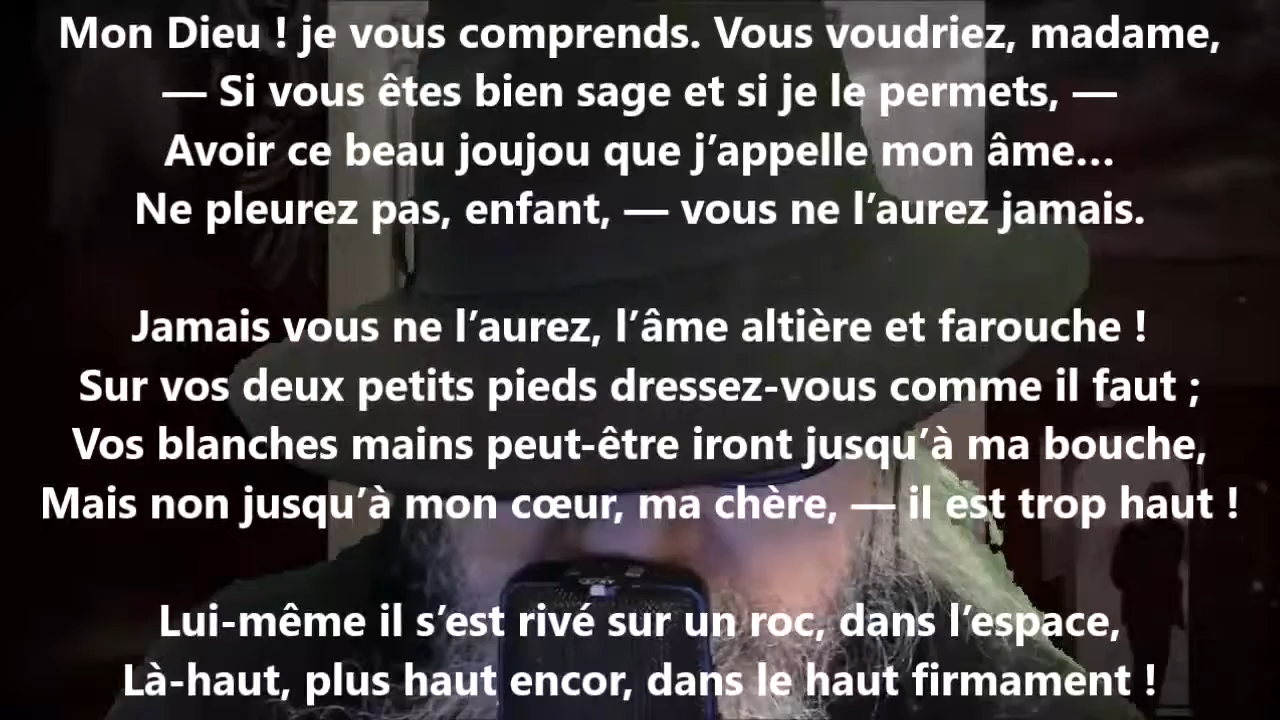 Mon Dieu ! je vous comprends. Vous voudriez, madame,
— Si vous êtes bien sage et si je le permets, —
Avoir ce beau joujou que j’appelle mon âme…
Ne pleurez pas, enfant, — vous ne l’aurez jamais.
Jamais vous ne l’aurez, l’âme altière et farouche !
Sur vos deux petits pieds dressez-vous comme il faut ;
Vos blanches mains peut-être iront jusqu’à ma bouche,
Mais non jusqu’à mon cœur, ma chère, — il est trop haut !
Lui-même il s’est rivé sur un roc, dans l’espace,
Là-haut, plus haut encor, dans le haut firmament !